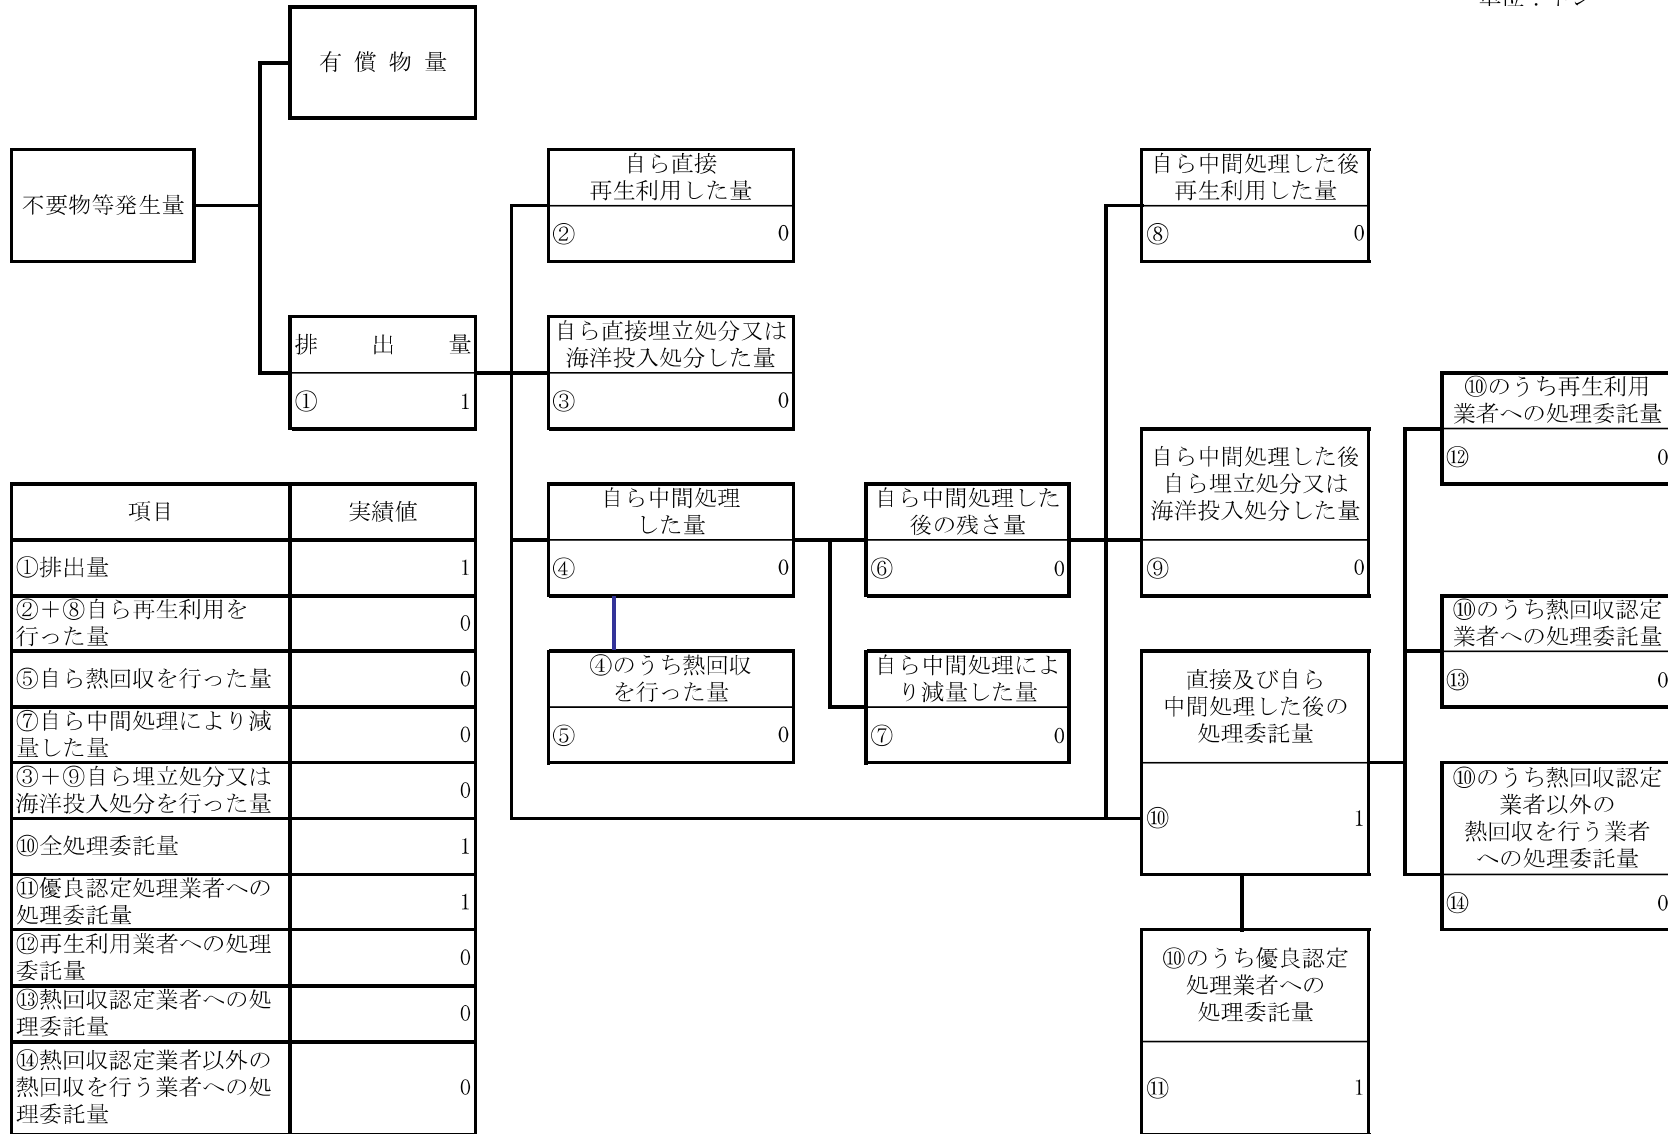 有償物量
不要物等発生量
自ら直接
再生利用した量
② 0
自ら中間処理した後
再生利用した量
⑧ 0
排出量
① 1
自ら直接埋立処分又は
海洋投入処分した量
③ 0
⑩のうち再生利用
業者への処理委託量
⑫ 0
自ら中間処理した後
自ら埋立処分又は
海洋投入処分した量
⑨ 0
自ら中間処理
した量
④ 0
自ら中間処理した
後の残さ量
⑥ 0
⑩のうち熱回収認定
業者への処理委託量
⑬ 0
④のうち熱回収
を行った量
⑤ 0
自ら中間処理によ
り減量した量
⑦ 0
直接及び自ら
中間処理した後の
処理委託量
⑩ 1
⑩のうち熱回収認定
業者以外の
熱回収を行う業者
への処理委託量
⑭ 0
⑩のうち優良認定
処理業者への
処理委託量
⑪ 1
項目 実績値
①排出量 1
②＋⑧自ら再生利用を
行った量 0
⑤自ら熱回収を行った量 0
⑦自ら中間処理により減
量した量 0
③＋⑨自ら埋立処分又は
海洋投入処分を行った量 0
⑩全処理委託量 1
⑪優良認定処理業者への
処理委託量 1
⑫再生利用業者への処理
委託量 0
⑬熱回収認定業者への処
理委託量 0
⑭熱回収認定業者以外の
熱回収を行う業者への処
理委託量 0